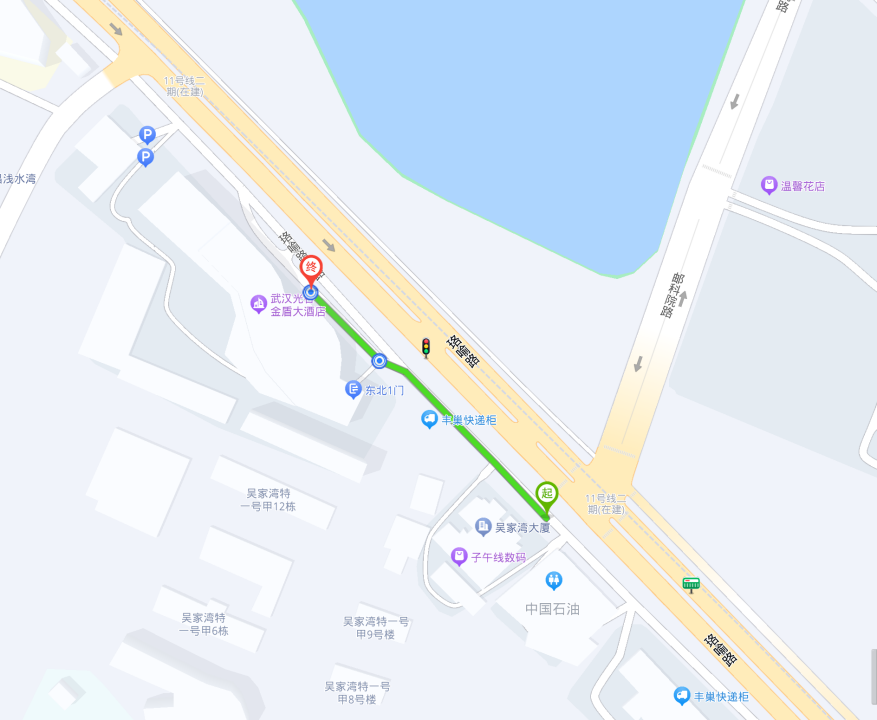 路
11号线二
期(在建)
P
P
浅水湾
温馨花店
珞喻路
终
武汉光谷
金盾大酒店
邮科院路
珞喻路
东北1门
丰巢快递柜
起
吴家湾特
一号甲12栋
11号线二
期(在建)
吴家湾大厦
子午线数码
中国石油
吴家湾特
一号甲6栋
吴家湾特一号
甲9号楼
珞喻路
吴家湾特一号
甲8号楼
丰巢快递柜